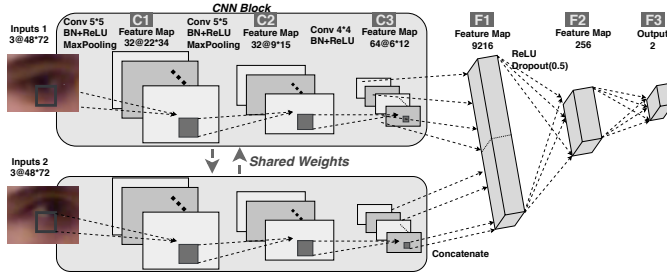 CNN Block
Inputs 1
3@48*72
Conv 5*5
BN+ReLU
MaxPooling
C1
Feature Map
32@22*34
Conv 5*5
BN+ReLU
MaxPooling
C2
Feature Map
32@9*15
Conv 4*4
BN+ReLU
C3
Feature Map
64@6*12
F1
Feature Map
9216
ReLU
Dropout(0.5)
F2
Feature Map
256
F3
Output
2
Shared Weights
Inputs 2
3@48*72
Concatenate